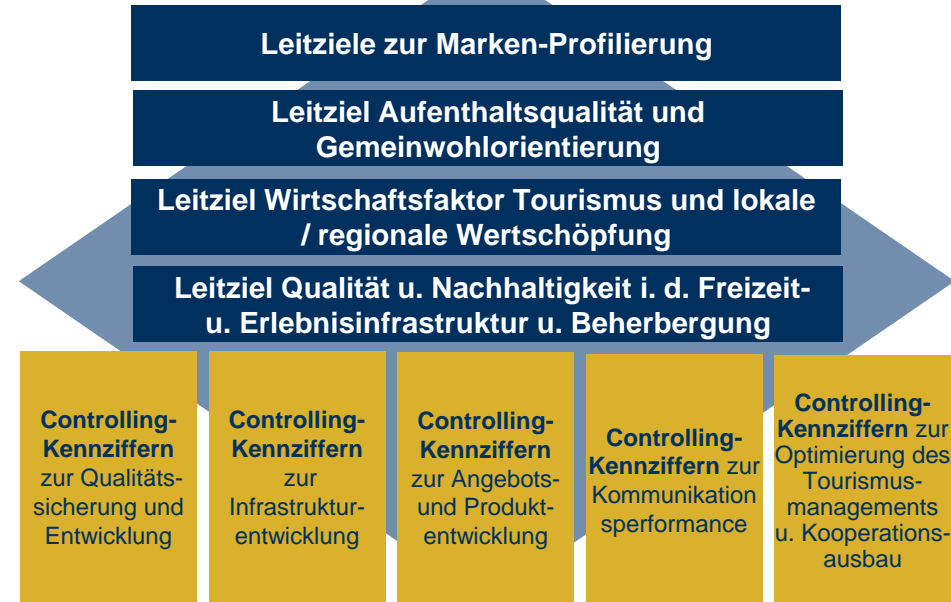 Leitziele zur Marken-Profilierung
Leitziel Aufenthaltsqualität und
Gemeinwohlorientierung
Leitziel Wirtschaftsfaktor Tourismus und lokale
/ regionale Wertschöpfung
Leitziel Qualität u. Nachhaltigkeit i. d. Freizeit-
u. Erlebnisinfrastruktur u. Beherbergung
Controlling-
Kennziffern
zur Qualitäts-
sicherung und
Entwicklung
Controlling-
Kennziffern
zur
Infrastruktur-
entwicklung
Controlling-
Kennziffern
zur Angebots-
und Produkt-
entwicklung
Controlling-
Kennziffern zur
Kommunikation
sperformance
Controlling-
Kennziffern zur
Optimierung des
Tourismus-
managements
u. Kooperations-
ausbau